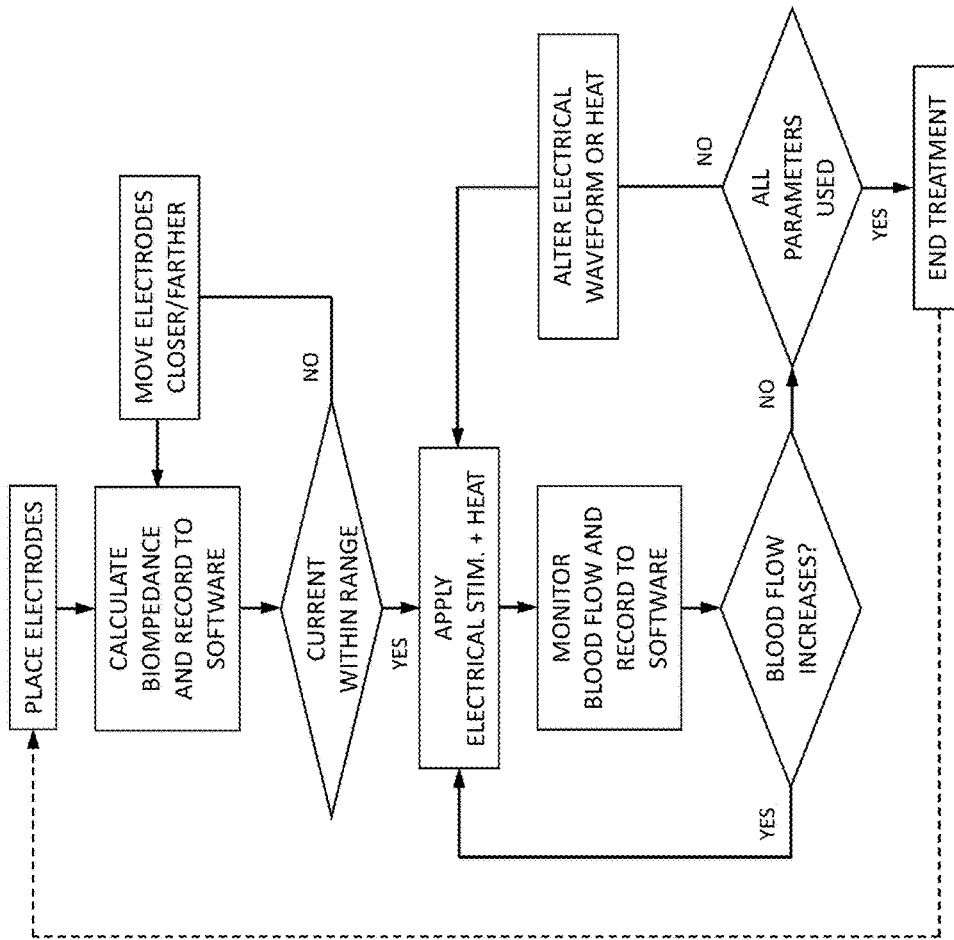 PLACE ELECTRODES
CALCULATE
BIOMPEDANCE
AND RECORD TO
SOFTWARE
MOVE ELECTRODES
CLOSER/FARTHER
CURRENT
WITHIN RANGE
NO
YES
APPLY
ELECTRICAL STIM. + HEAT
MONITOR
BLOOD FLOW AND
RECORD TO
SOFTWARE
ALTER ELECTRICAL
WAVEFORM OR HEAT
BLOOD FLOW
INCREASES?
YES
NO
ALL
PARAMETERS
USED
NO
YES
END TREATMENT